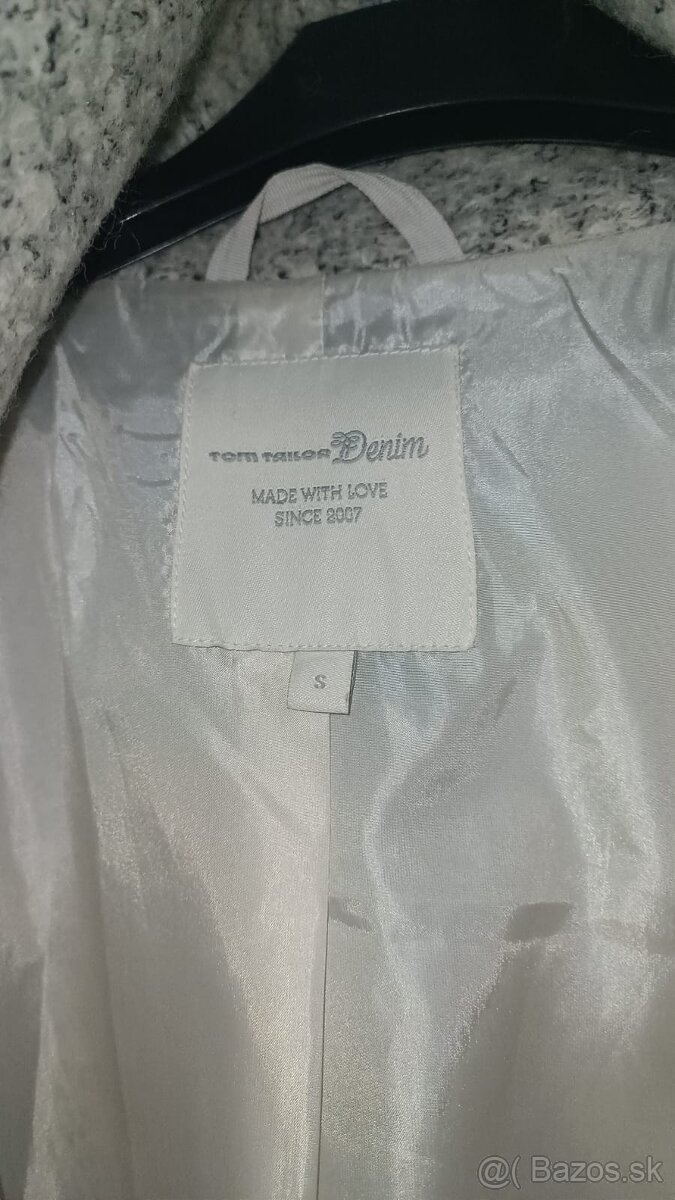 TOM TAILOR Denim
MADE WITH LOVE
SINCE 2007
S
@( Bazos.sk